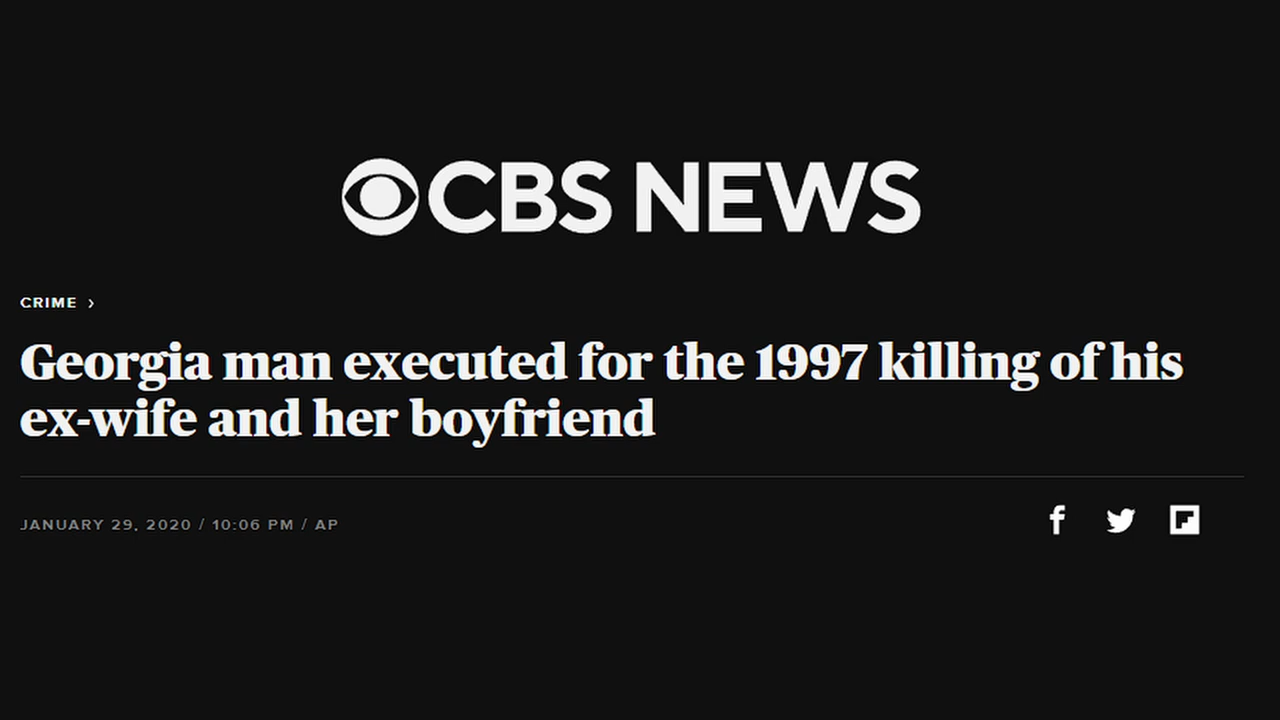 CBS NEWS
CRIME ›
Georgia man executed for the 1997 killing of his
ex-wife and her boyfriend
JANUARY 29, 2020 / 10:06 PM / AP